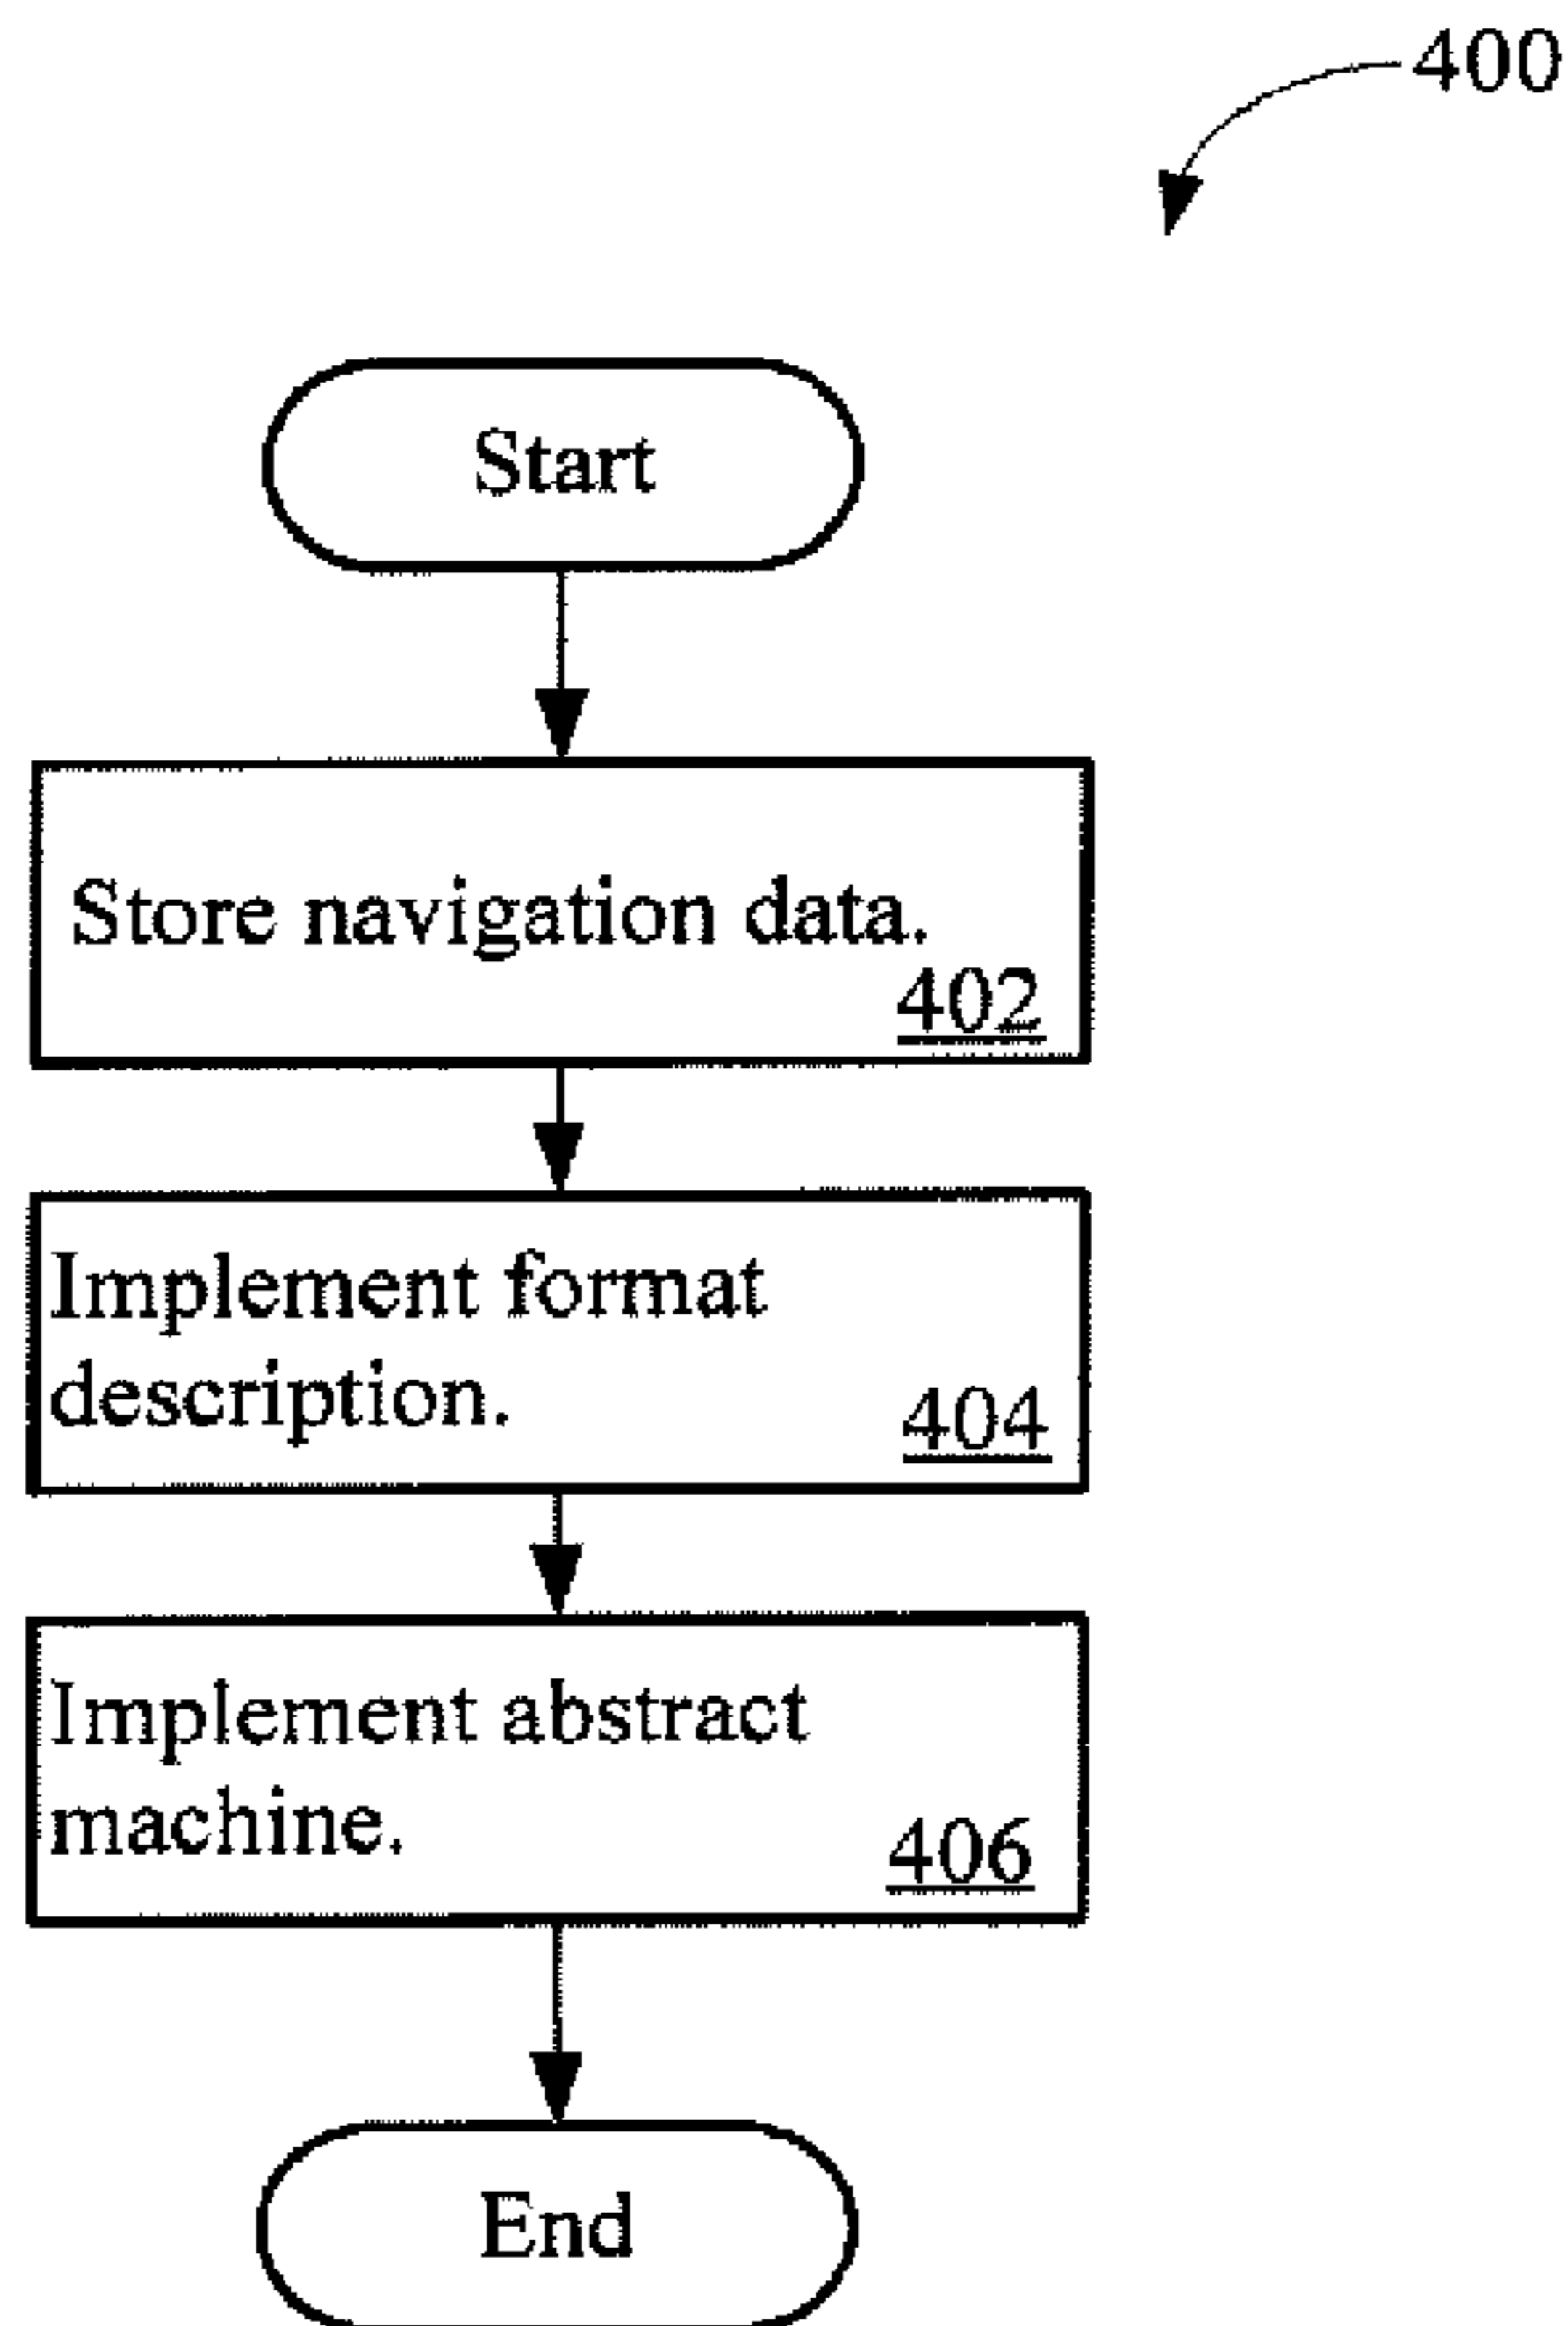 400
Start
Store navigation data.
402
Implement format
description.
404
Implement abstract
machine.
406
End